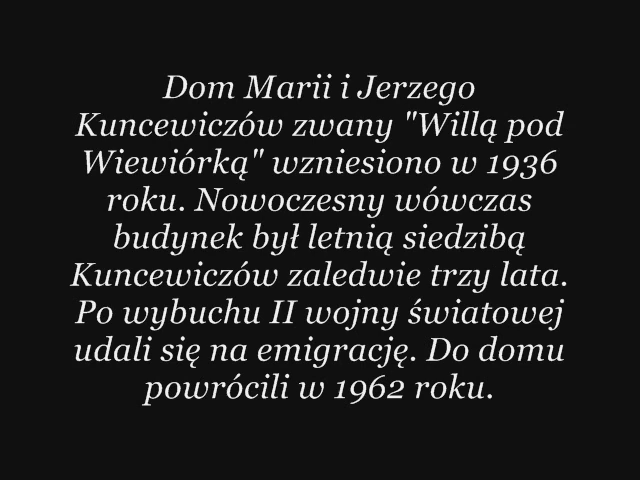 Dom Marii i Jerzego
Kuncewiczów zwany "Willą pod
Wiewiórką" wzniesiono w 1936
roku. Nowoczesny wówczas
budynek był letnią siedzibą
Kuncewiczów zaledwie trzy lata.
Po wybuchu II wojny światowej
udali się na emigrację. Do domu
powrócili w 1962 roku.